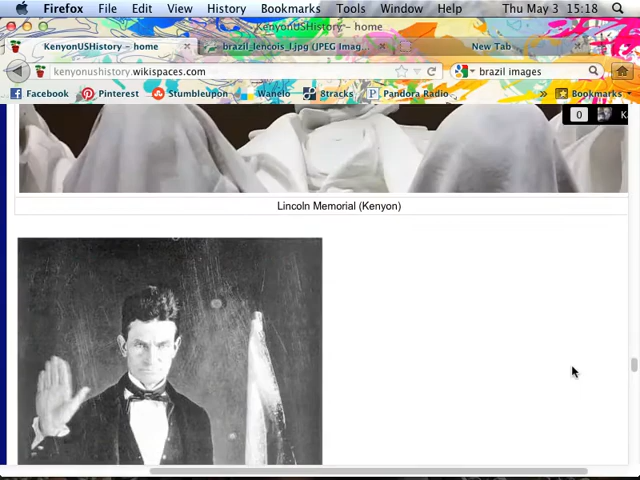 Firefox File Edit View History Bookmarks Tools Window Help Thu May 3 15:18
KenyonUSHistory - home
KenyonUSHistory - home brazil_lencois_l.jpg (JPEG Imag... New Tab
kenyonushistory.wikispaces.com brazil images
Facebook Pinterest StumbleUpon Wanelo 8tracks Pandora Radio » Bookmarks
0 K
Lincoln Memorial (Kenyon)